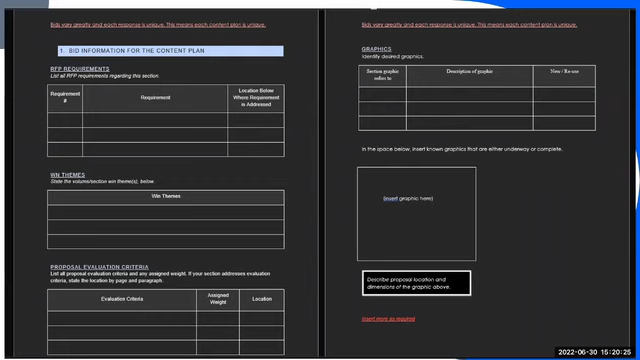 Bids vary greatly and each response is unique. This means each content plan is unique.
1. BID INFORMATION FOR THE CONTENT PLAN
RFP REQUIREMENTS
List all RFP requirements regarding this section.
Requirement # Requirement Location Below Where Requirement is Addressed
WIN THEMES
State the volume/section win theme(s), below.
Win Themes
PROPOSAL EVALUATION CRITERIA
List all proposal evaluation criteria and any assigned weight. If your section addresses evaluation
criteria, state the location by page and paragraph.
Evaluation Criteria Assigned Weight Location
Bids vary greatly and each response is unique. This means each content plan is unique.
GRAPHICS
Identify desired graphics.
Section graphic refers to Description of graphic New / Re-use
In the space below, insert known graphics that are either underway or complete.
(insert graphic here)
Describe proposal location and
dimensions of the graphic above.
Insert more as required
2022-06-30 15:20:25